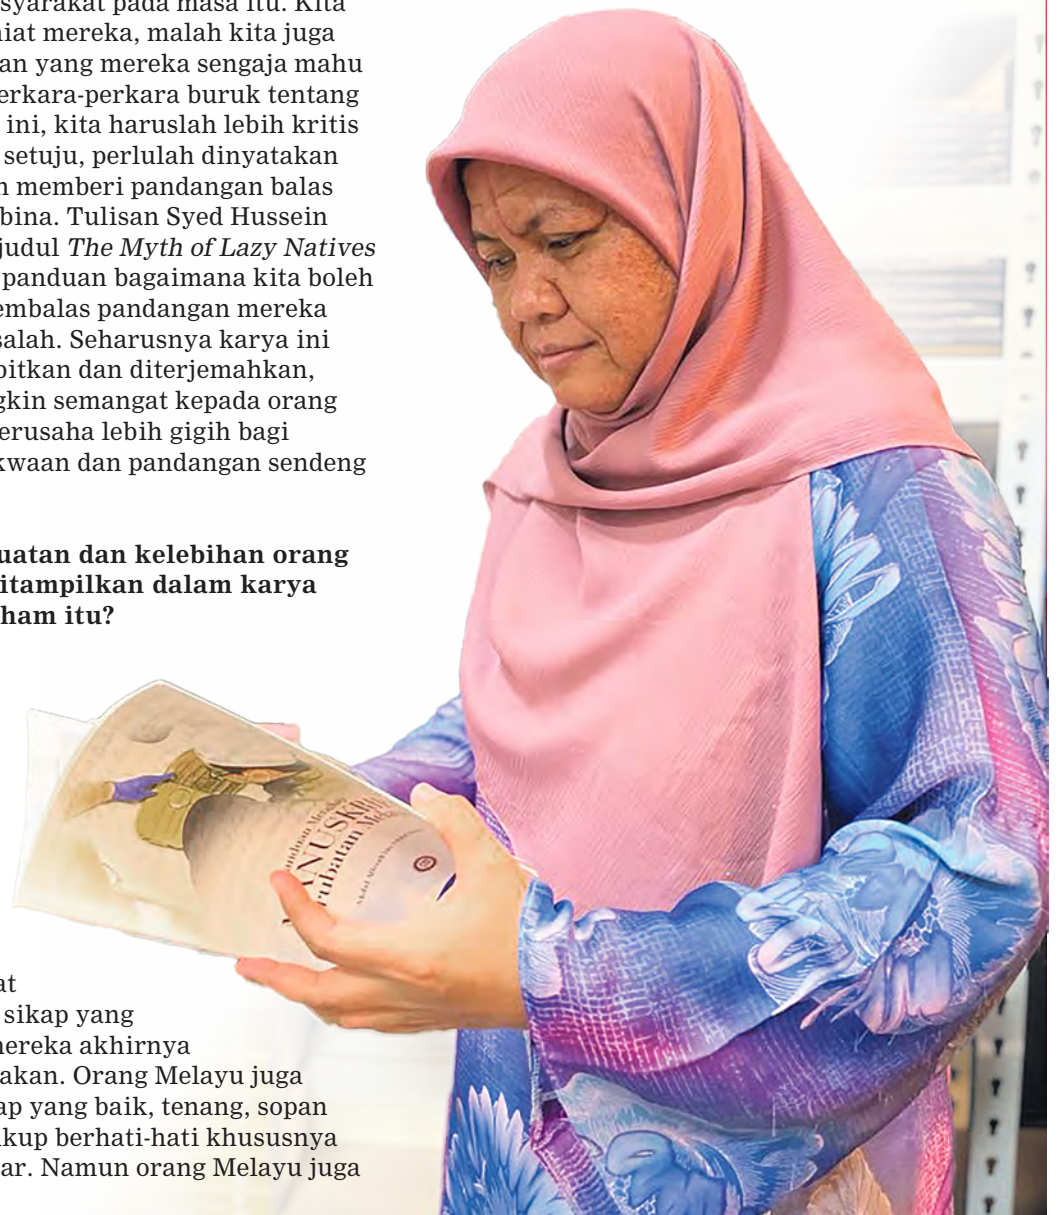 syarakat pada masa itu. Kita
iat mereka, malah kita juga
an yang mereka sengaja mahu
erkara-perkara buruk tentang
ini, kita haruslah lebih kritis
setuju, perlulah dinyatakan
memberi pandangan balas
bina. Tulisan Syed Hussein
judul The Myth of Lazy Natives
panduan bagaimana kita boleh
embalas pandangan mereka
salah. Seharusnya karya ini
bitkan dan diterjemahkan,
gkin semangat kepada orang
erusaha lebih gigih bagi
kwaan dan pandangan sendeng
uatan dan kelebihan orang
itampilkan dalam karya
ham itu?
anduan
ANUSKRIP
rubatan Melayu
at
sikap yang
mereka akhirnya
akan. Orang Melayu juga
ap yang baik, tenang, sopan
kup berhati-hati khususnya
ar. Namun orang Melayu juga